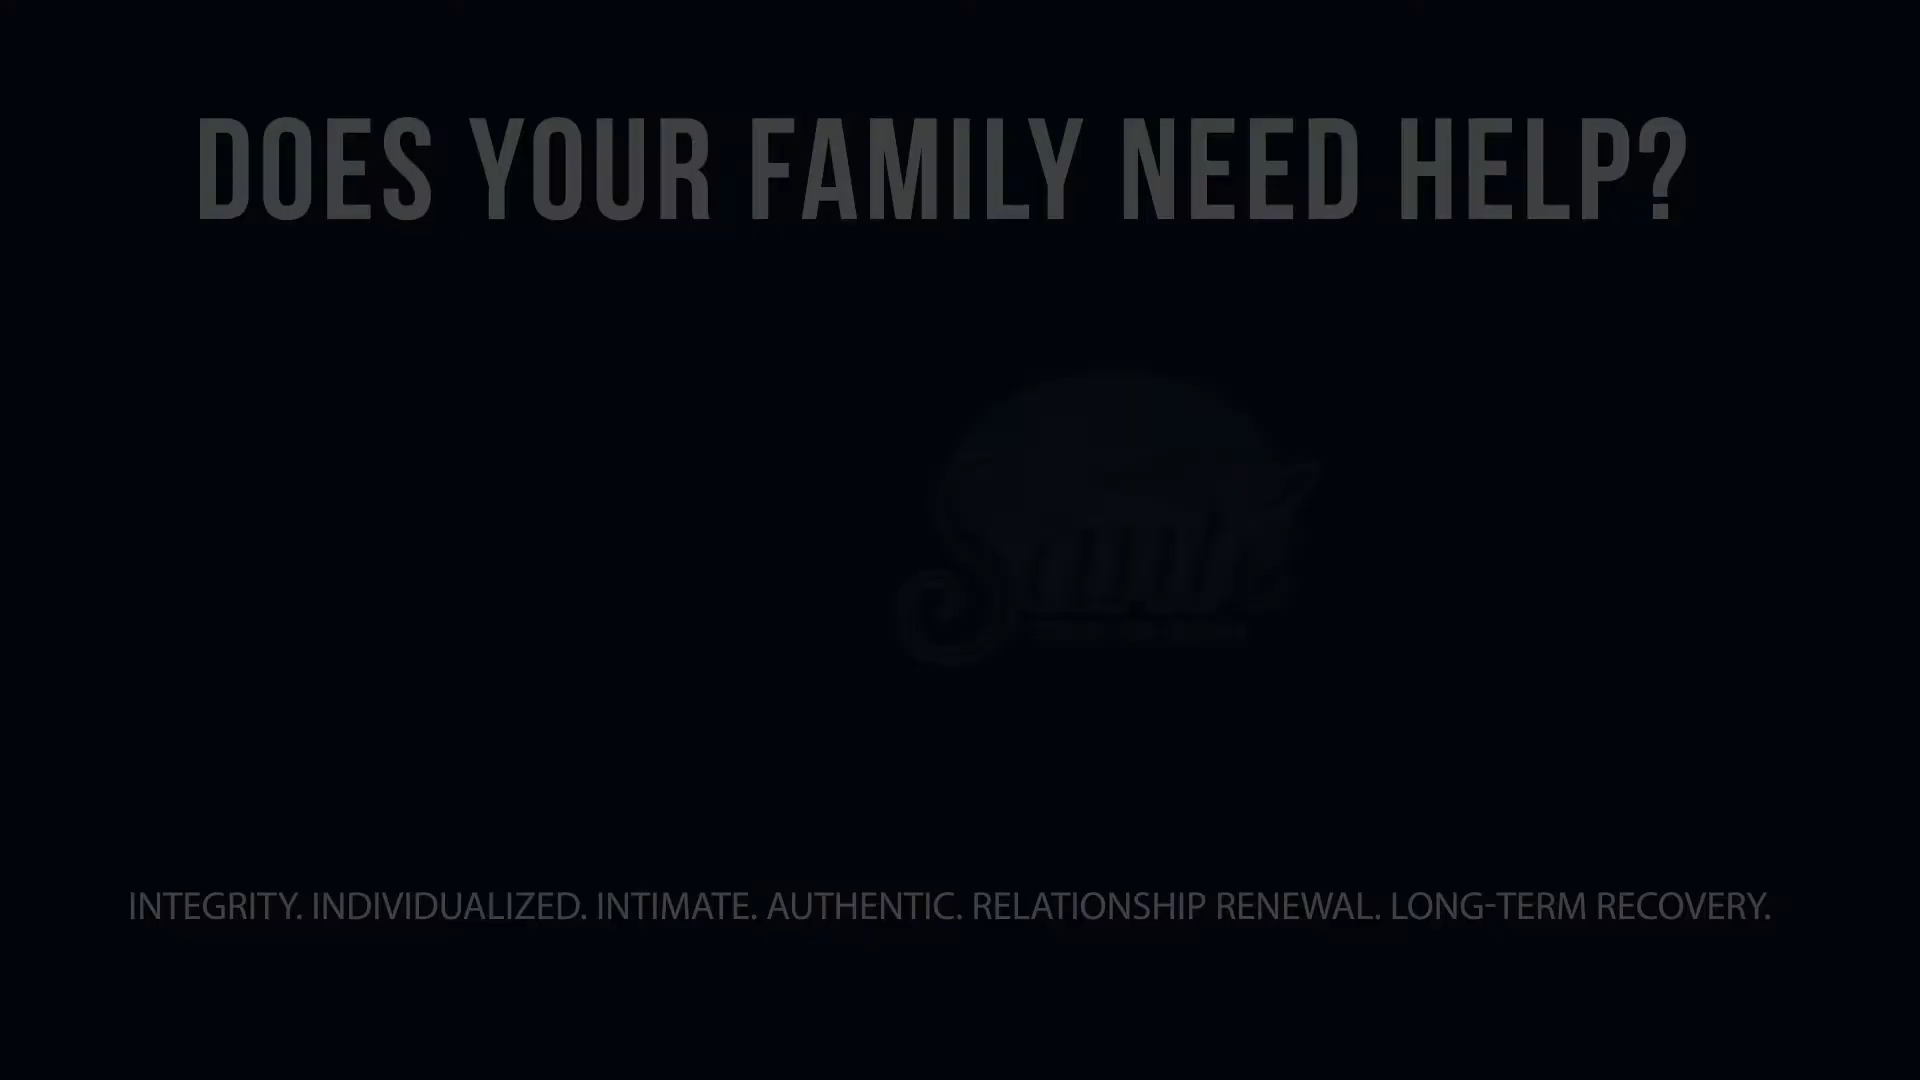 DOES YOUR FAMILY NEED HELP?
INTEGRITY. INDIVIDUALIZED. INTIMATE. AUTHENTIC. RELATIONSHIP RENEWAL. LONG-TERM RECOVERY.